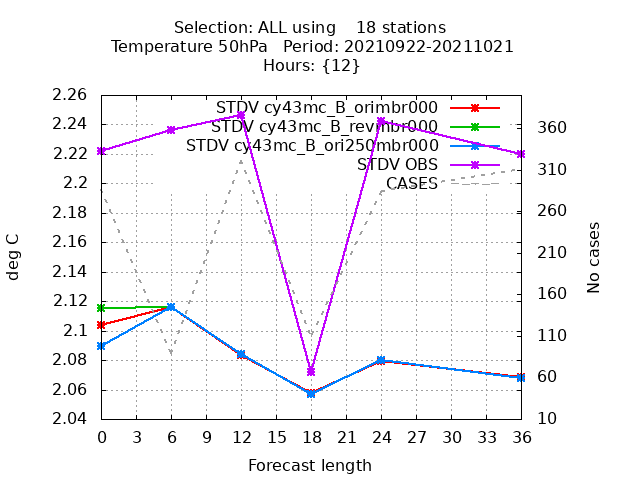 Selection: ALL using    18 stations
Temperature 50hPa   Period: 20210922-20211021
Hours: {12}
STDV cy43mc_B_orimbr000
STDV cy43mc_B_revmbr000
STDV cy43mc_B_ori250mbr000
STDV OBS
CASES
2.26
2.24
2.22
2.2
2.18
2.16
2.14
2.12
2.1
2.08
2.06
2.04
deg C
360
310
260
210
160
110
60
10
No cases
0 3 6 9 12 15 18 21 24 27 30 33 36
Forecast length